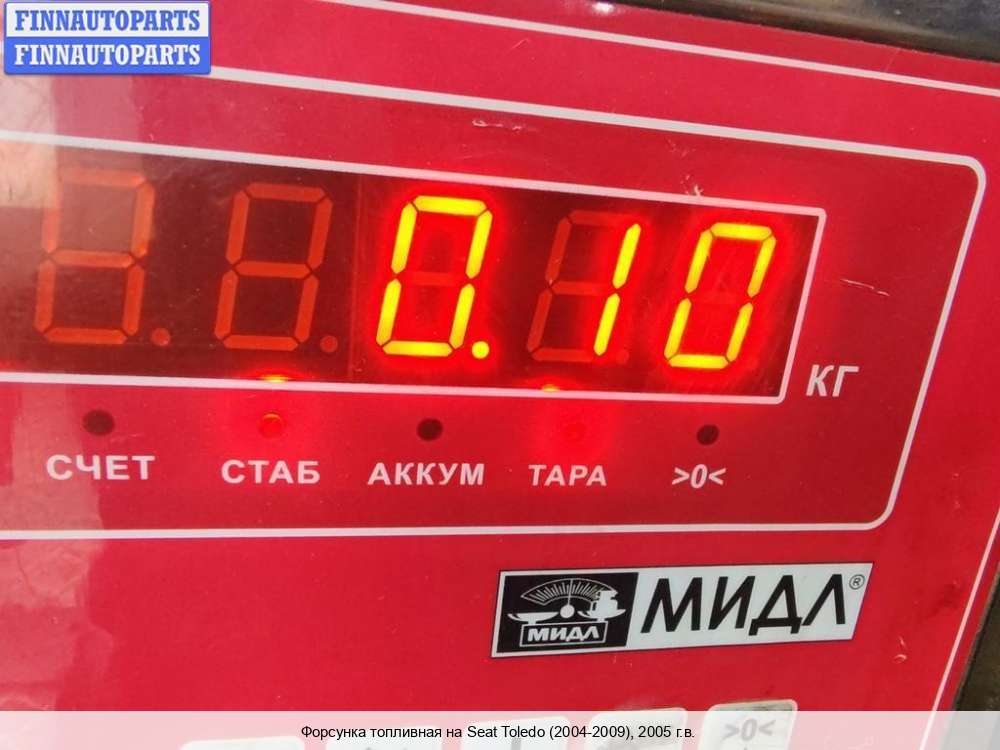 FINNAUTOPARTS
FINNAUTOPARTS
0.10
КГ
СЧЕТ СТАБ АККУМ ТАРА >0<
МИДЛ МИДЛ®
>0<
Форсунка топливная на Seat Toledo (2004-2009), 2005 г.в.